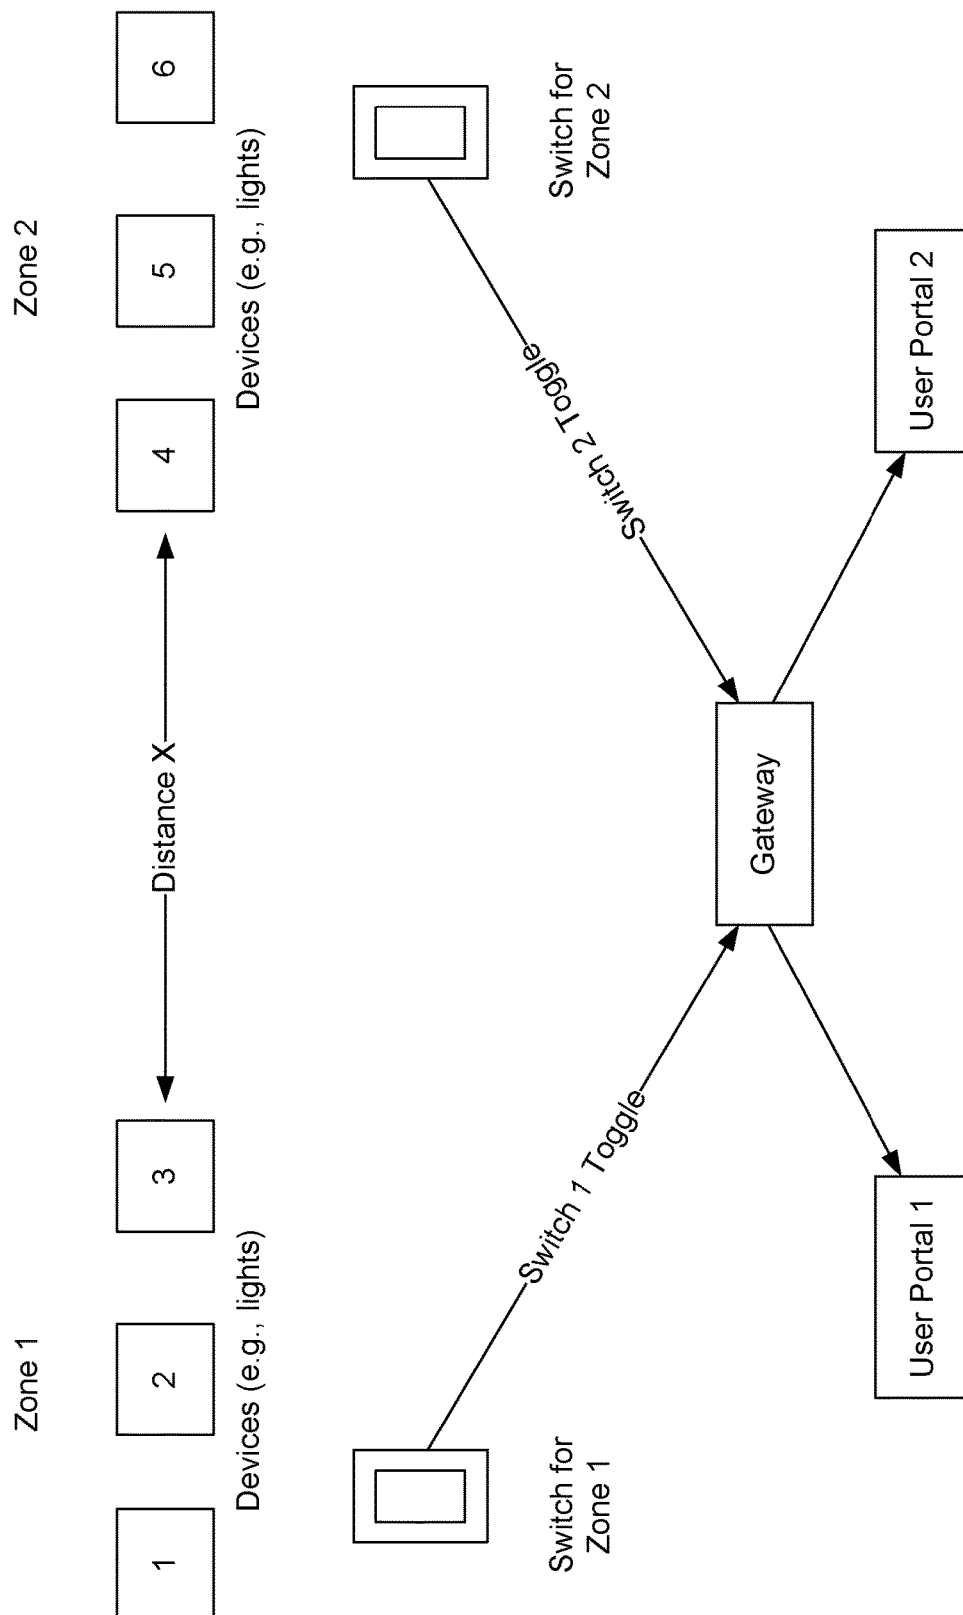 Zone 1
Zone 2
1
2
3
Distance X
4
5
6
Devices (e.g., lights)
Devices (e.g., lights)
Switch for
Zone 1
Switch 1 Toggle
Switch 2 Toggle
Switch for
Zone 2
Gateway
User Portal 1
User Portal 2